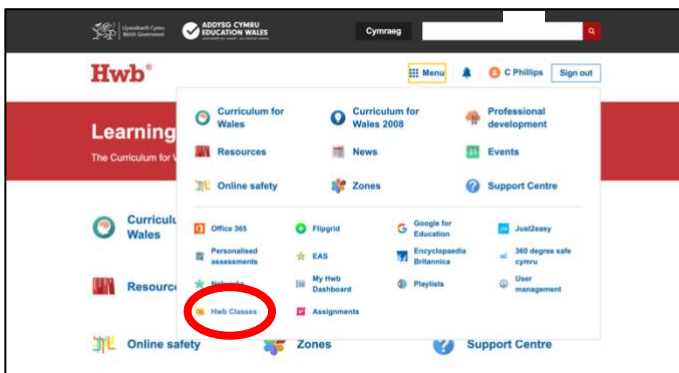 Llywodraeth Cymru
Welsh Government
ADDYSG CYMRU
EDUCATION WALES
Cymraeg
Hwb
Menu
C Phillips
Sign out
Learning
The Curriculum for
Curriculum for
Wales
Curriculum for
Wales 2008
Professional
development
Resources
News
Events
Online safety
Zones
Support Centre
Office 365
Flipgrid
Google for
Education
Just2easy
Personalised
assessments
EAS
Encyclopaedia
Britannica
360 degree safe
cymru
Networks
My Hwb
Dashboard
Playlists
User
management
Hwb Classes
Assignments
Wales
Online safety
Zones
Support Centre